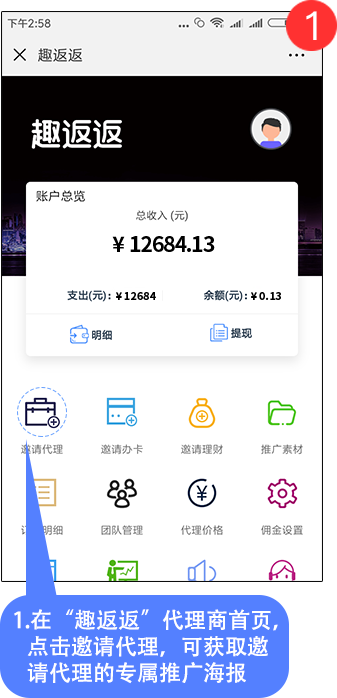 1
下午2:58
趣返返
趣返返
账户总览
总收入 (元)
¥ 12684.13
支出(元): ¥12684 余额(元): ¥0.13
明细 提现
邀请代理 邀请办卡 邀请理财 推广素材
明细 团队管理 代理价格 佣金设置
1.在“趣返返”代理商首页,
点击邀请代理，可获取邀
请代理的专属推广海报